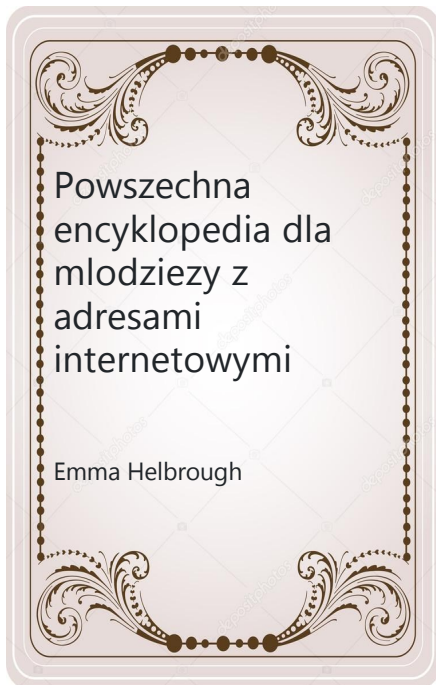 Powszechna
encyklopedia dla
mlodziezy z
adresami
internetowymi
Emma Helbrough